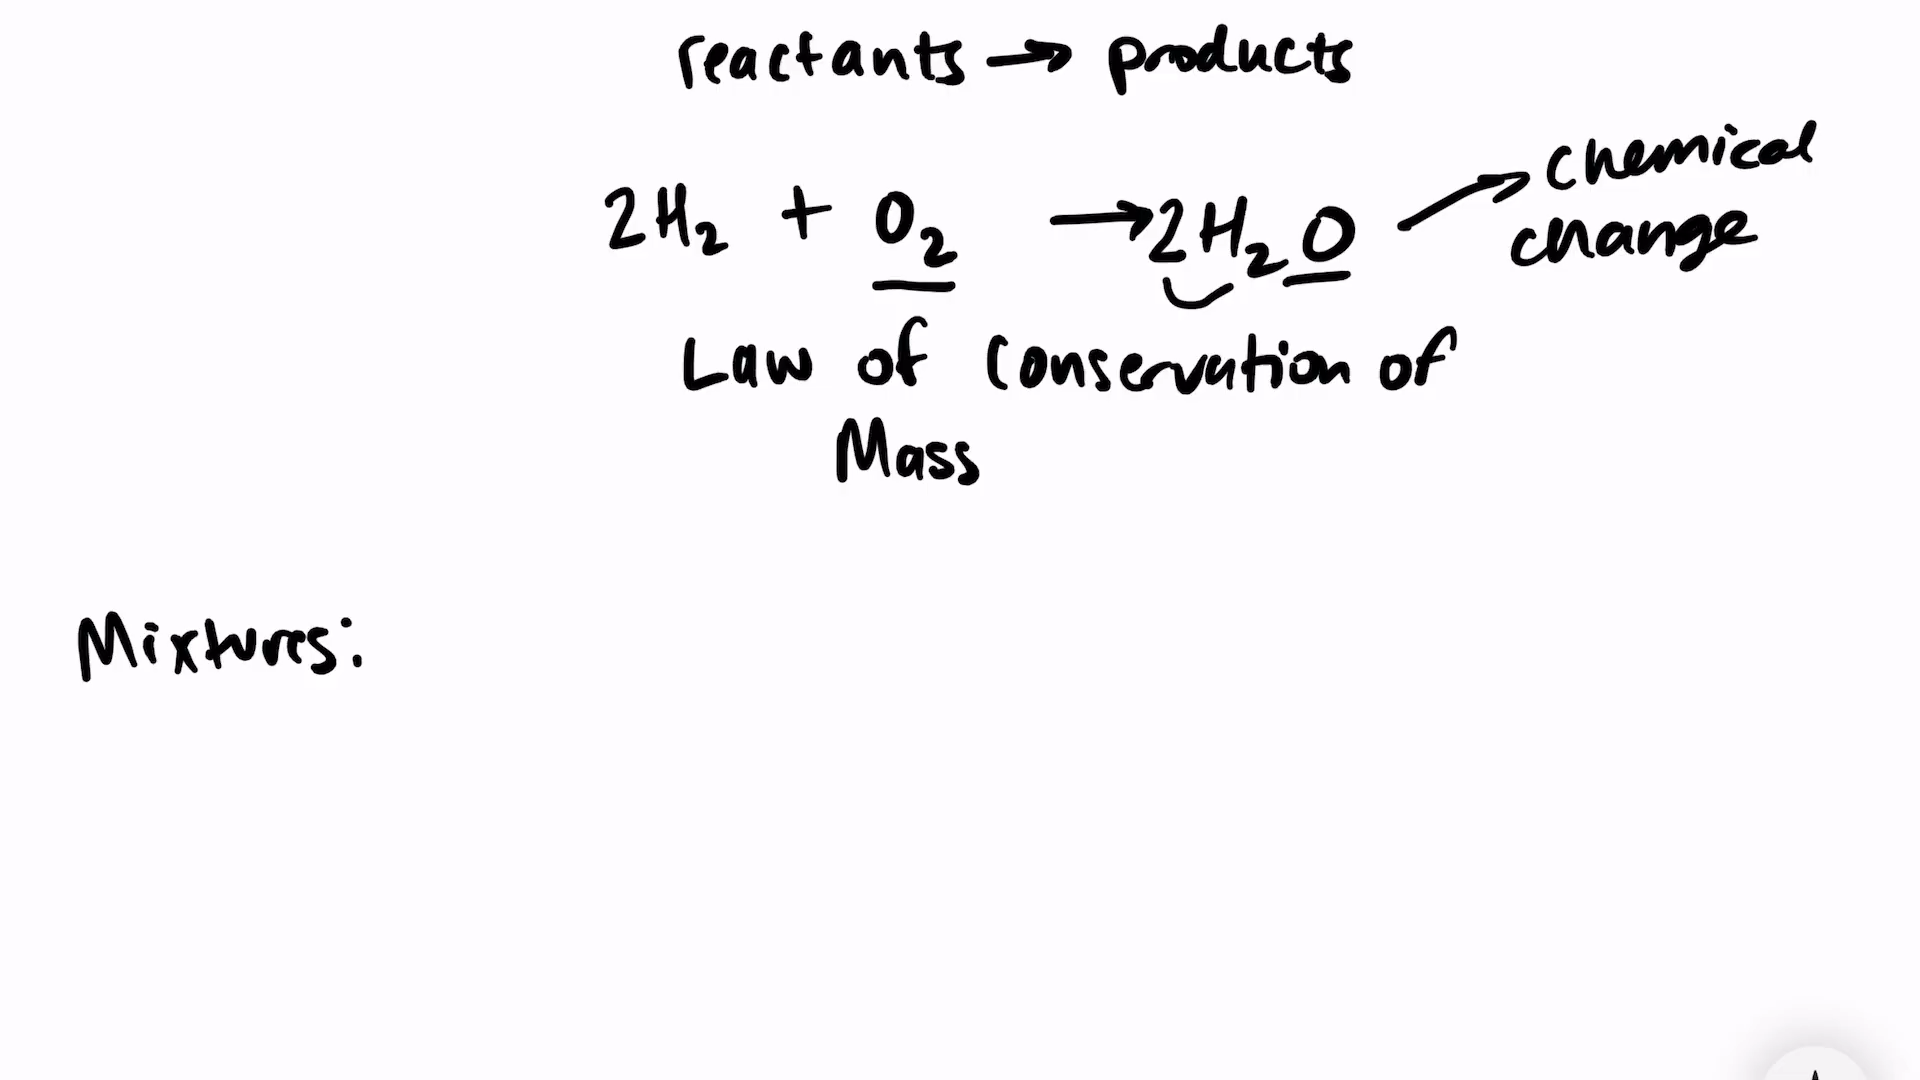 reactants → products
2H₂ + O₂ → 2H₂O → chemical change
Law of Conservation of
Mass
Mixtures: